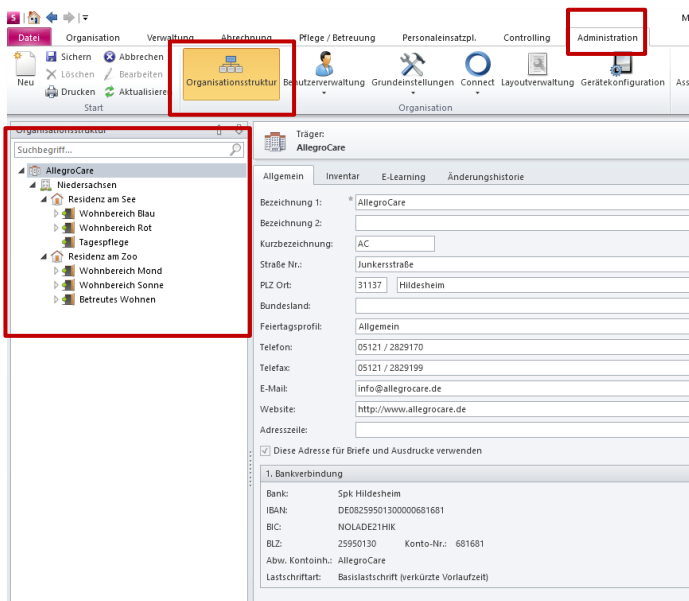 S M
Datei Organisation Verwaltung Abrechnung Pflege / Betreuung Personaleinsatzpl. Controlling Administration
Neu Sichern Abbrechen
Löschen Bearbeiten
Drucken Aktualisieren
Organisationsstruktur Benutzerverwaltung Grundeinstellungen Connect Layoutverwaltung Gerätekonfiguration Ass
Start Organisation
Organisationsstruktur
Suchbegriff...
AllegroCare
Niedersachsen
Residenz am See
Wohnbereich Blau
Wohnbereich Rot
Tagespflege
Residenz am Zoo
Wohnbereich Mond
Wohnbereich Sonne
Betreutes Wohnen
Träger:
AllegroCare
Allgemein Inventar E-Learning Änderungshistorie
Bezeichnung 1: * AllegroCare
Bezeichnung 2:
Kurzbezeichnung: AC
Straße Nr.: Junkersstraße
PLZ Ort: 31137 Hildesheim
Bundesland:
Feiertagsprofil: Allgemein
Telefon: 05121 / 2829170
Telefax: 05121 / 2829199
E-Mail: info@allegrocare.de
Website: http://www.allegrocare.de
Adresszeile:
Diese Adresse für Briefe und Ausdrucke verwenden
1. Bankverbindung
Bank: Spk Hildesheim
IBAN: DE08259501300000681681
BIC: NOLADE21HIK
BLZ: 25950130 Konto-Nr.: 681681
Abw. Kontoinh.: AllegroCare
Lastschriftart: Basislastschrift (verkürzte Vorlaufzeit)